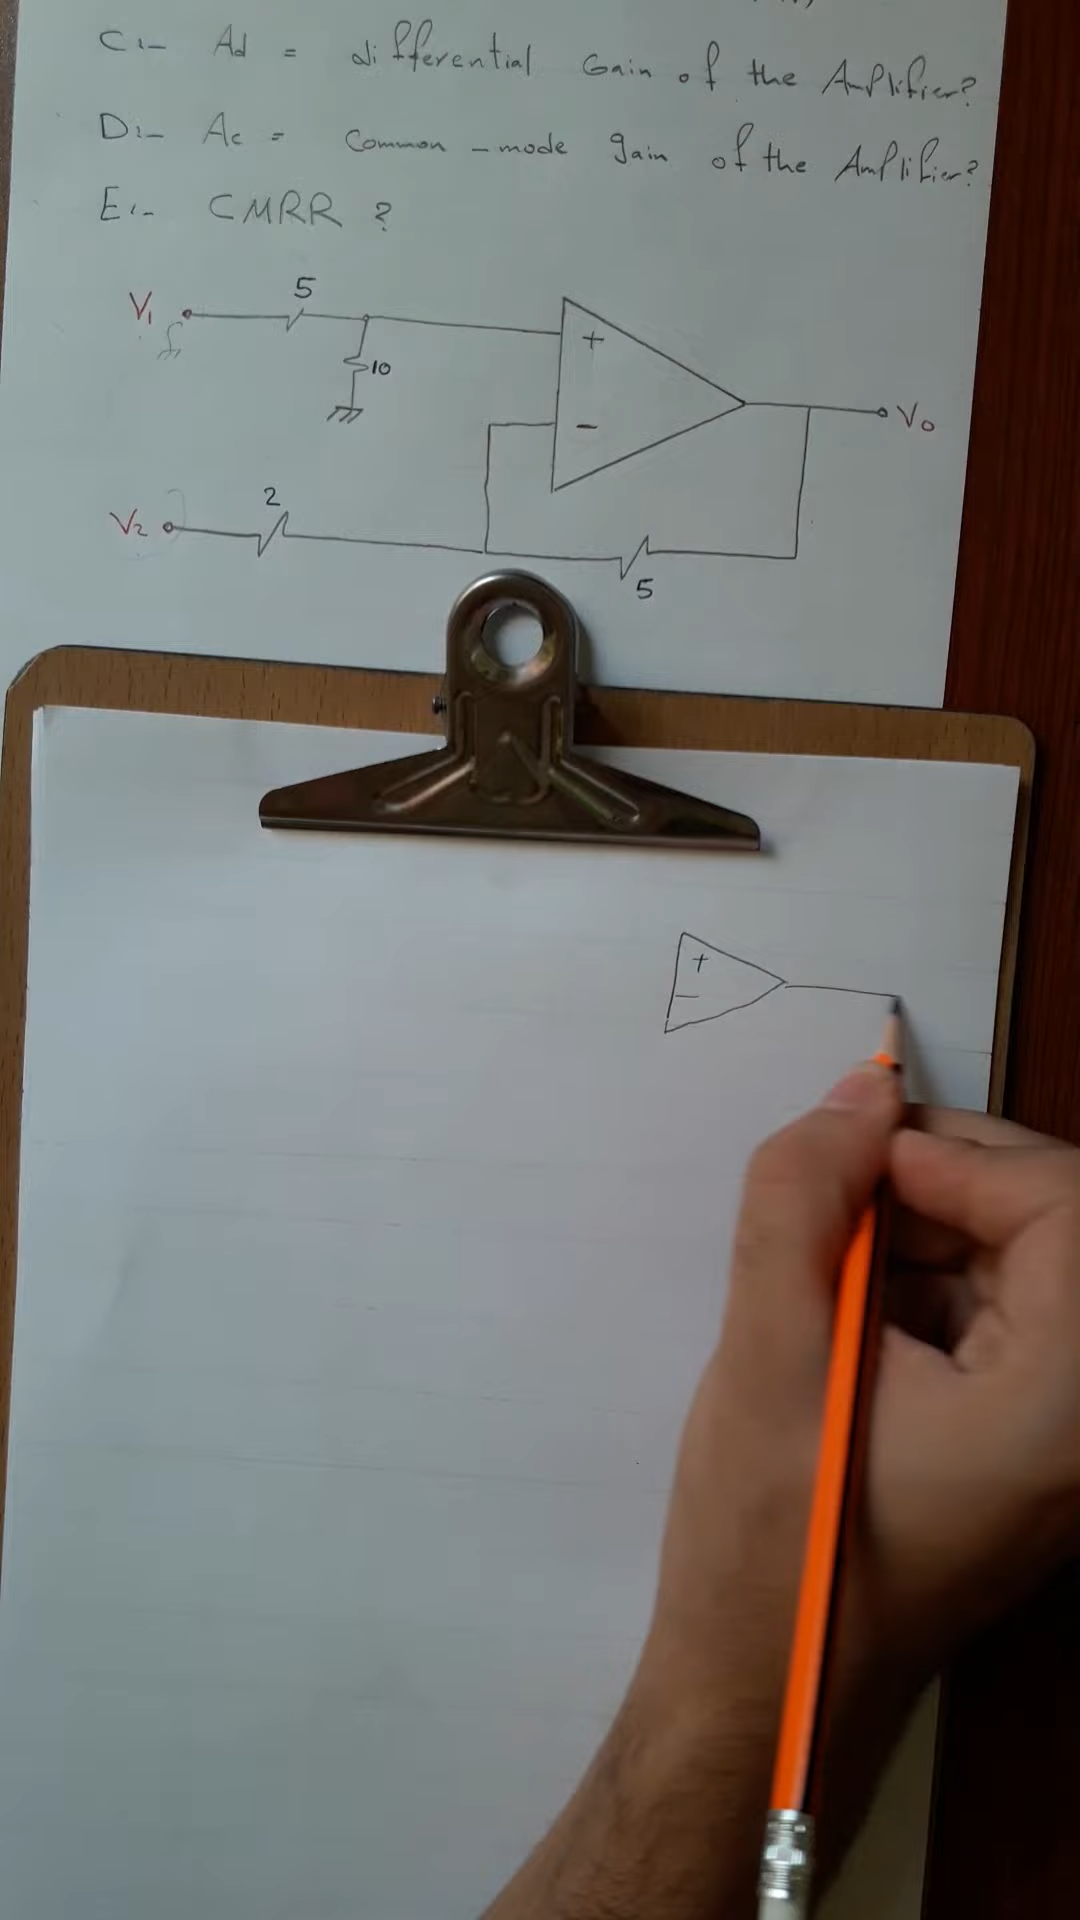 C:- Ad = differential Gain of the Amplifier?
D:- Ac = Common-mode gain of the Amplifier?
E:- CMRR ?
5
V1
+
10
-
Vo
2
V2
5
+
-